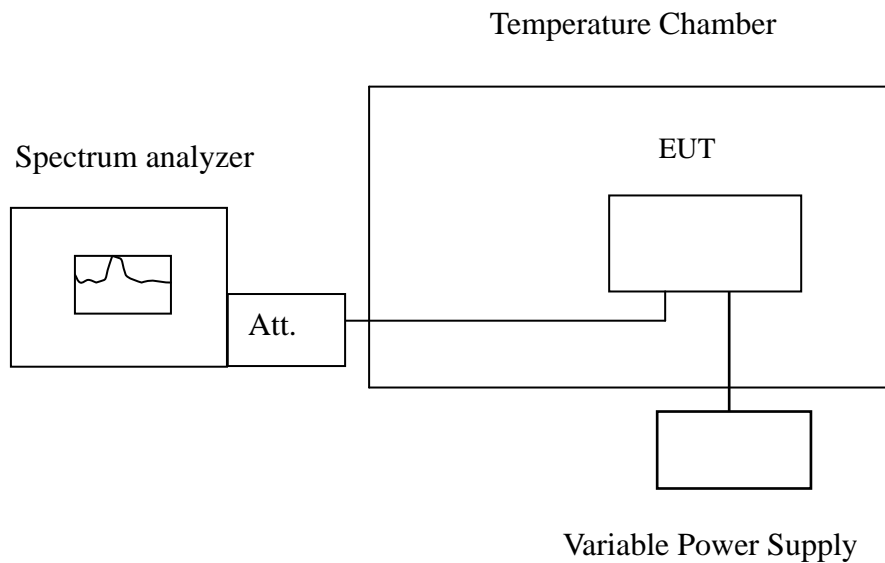 Temperature Chamber
Spectrum analyzer
EUT
Att.
Variable Power Supply